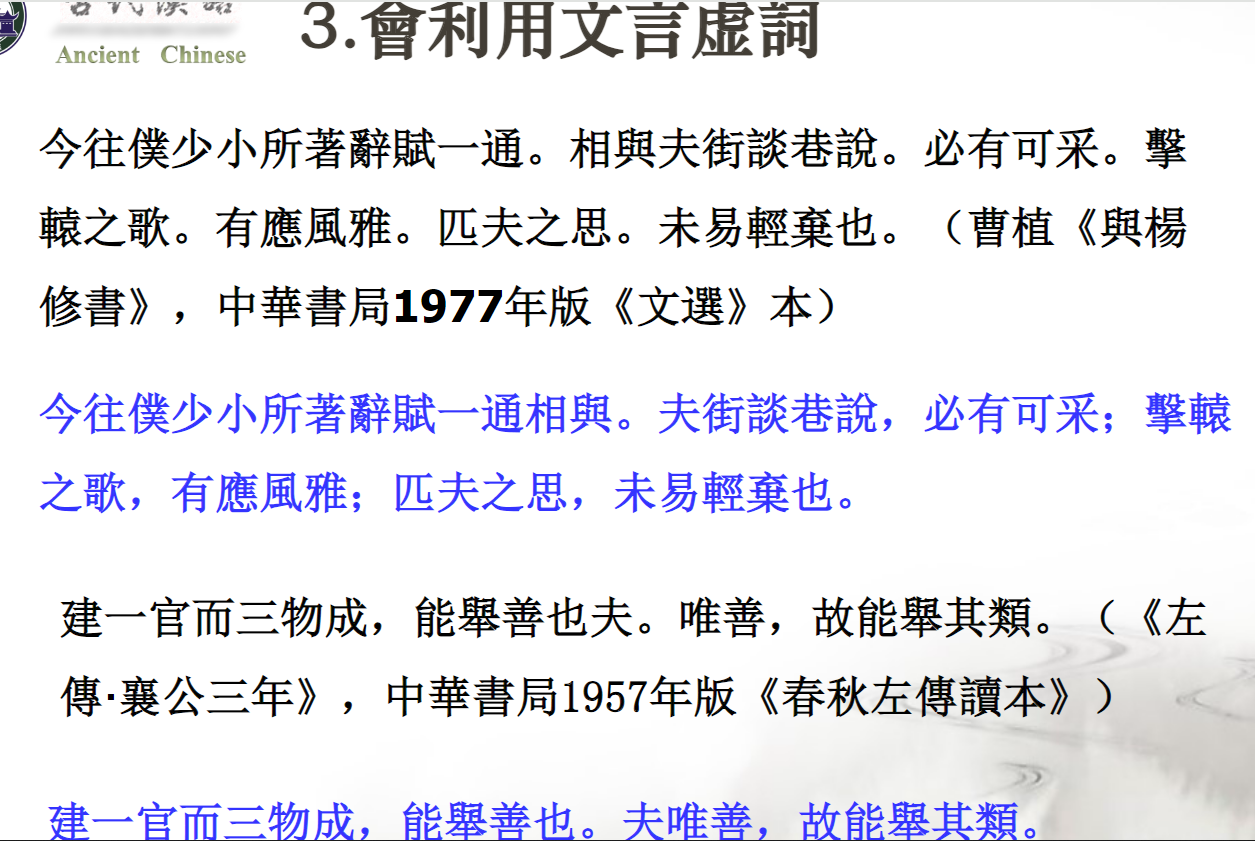 Ancient Chinese
3.會利用文言虛詞
今往僕少小所著辭賦一通。相與夫街談巷說。必有可采。擊
轅之歌。有應風雅。匹夫之思。未易輕棄也。（曹植《與楊
修書》，中華書局1977年版《文選》本）
今往僕少小所著辭賦一通相與。夫街談巷說，必有可采；擊轅
之歌，有應風雅；匹夫之思，未易輕棄也。
建一官而三物成，能舉善也夫。唯善，故能舉其類。（《左
傳·襄公三年》，中華書局1957年版《春秋左傳讀本》）
建一官而三物成，能舉善也。夫唯善，故能舉其類。